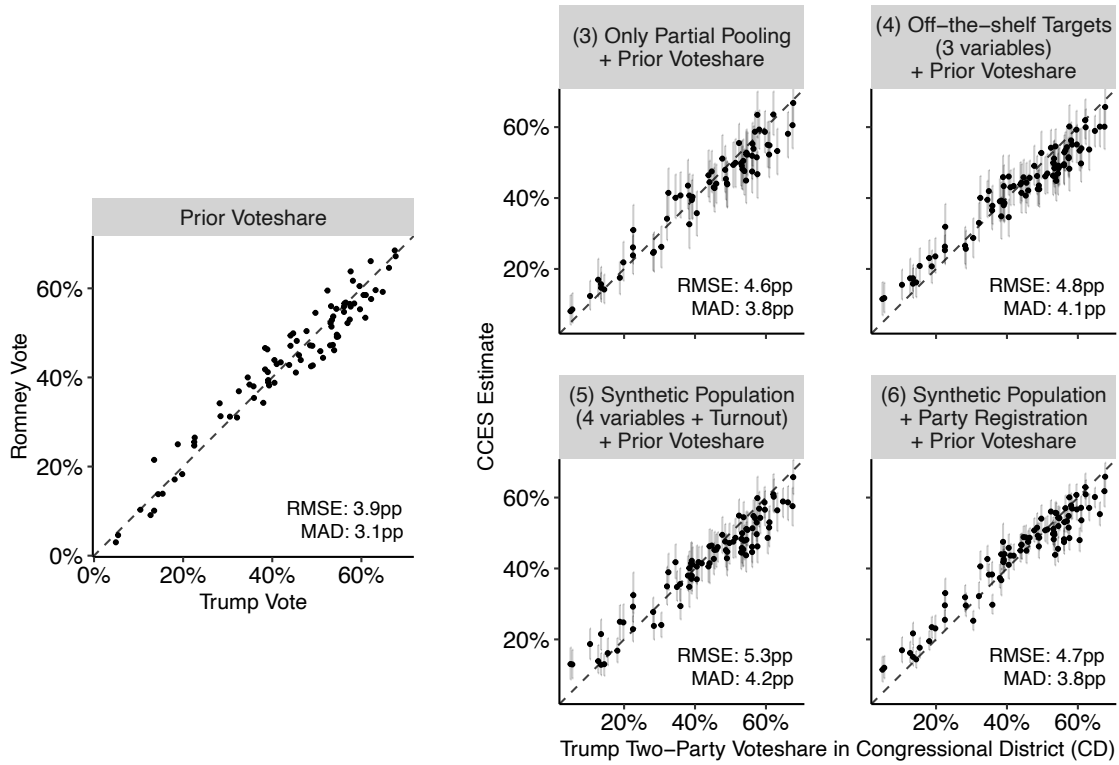 Prior Voteshare
Romney Vote
60%
40%
20%
0%
RMSE: 3.9pp
MAD: 3.1pp
0%
20%
40%
60%
Trump Vote
CCES Estimate
(3) Only Partial Pooling
+ Prior Voteshare
60%
40%
20%
RMSE: 4.6pp
MAD: 3.8pp
(4) Off−the−shelf Targets
(3 variables)
+ Prior Voteshare
RMSE: 4.8pp
MAD: 4.1pp
(5) Synthetic Population
(4 variables + Turnout)
+ Prior Voteshare
60%
40%
20%
RMSE: 5.3pp
MAD: 4.2pp
20%
40%
60%
(6) Synthetic Population
+ Party Registration
+ Prior Voteshare
RMSE: 4.7pp
MAD: 3.8pp
20%
40%
60%
Trump Two−Party Voteshare in Congressional District (CD)